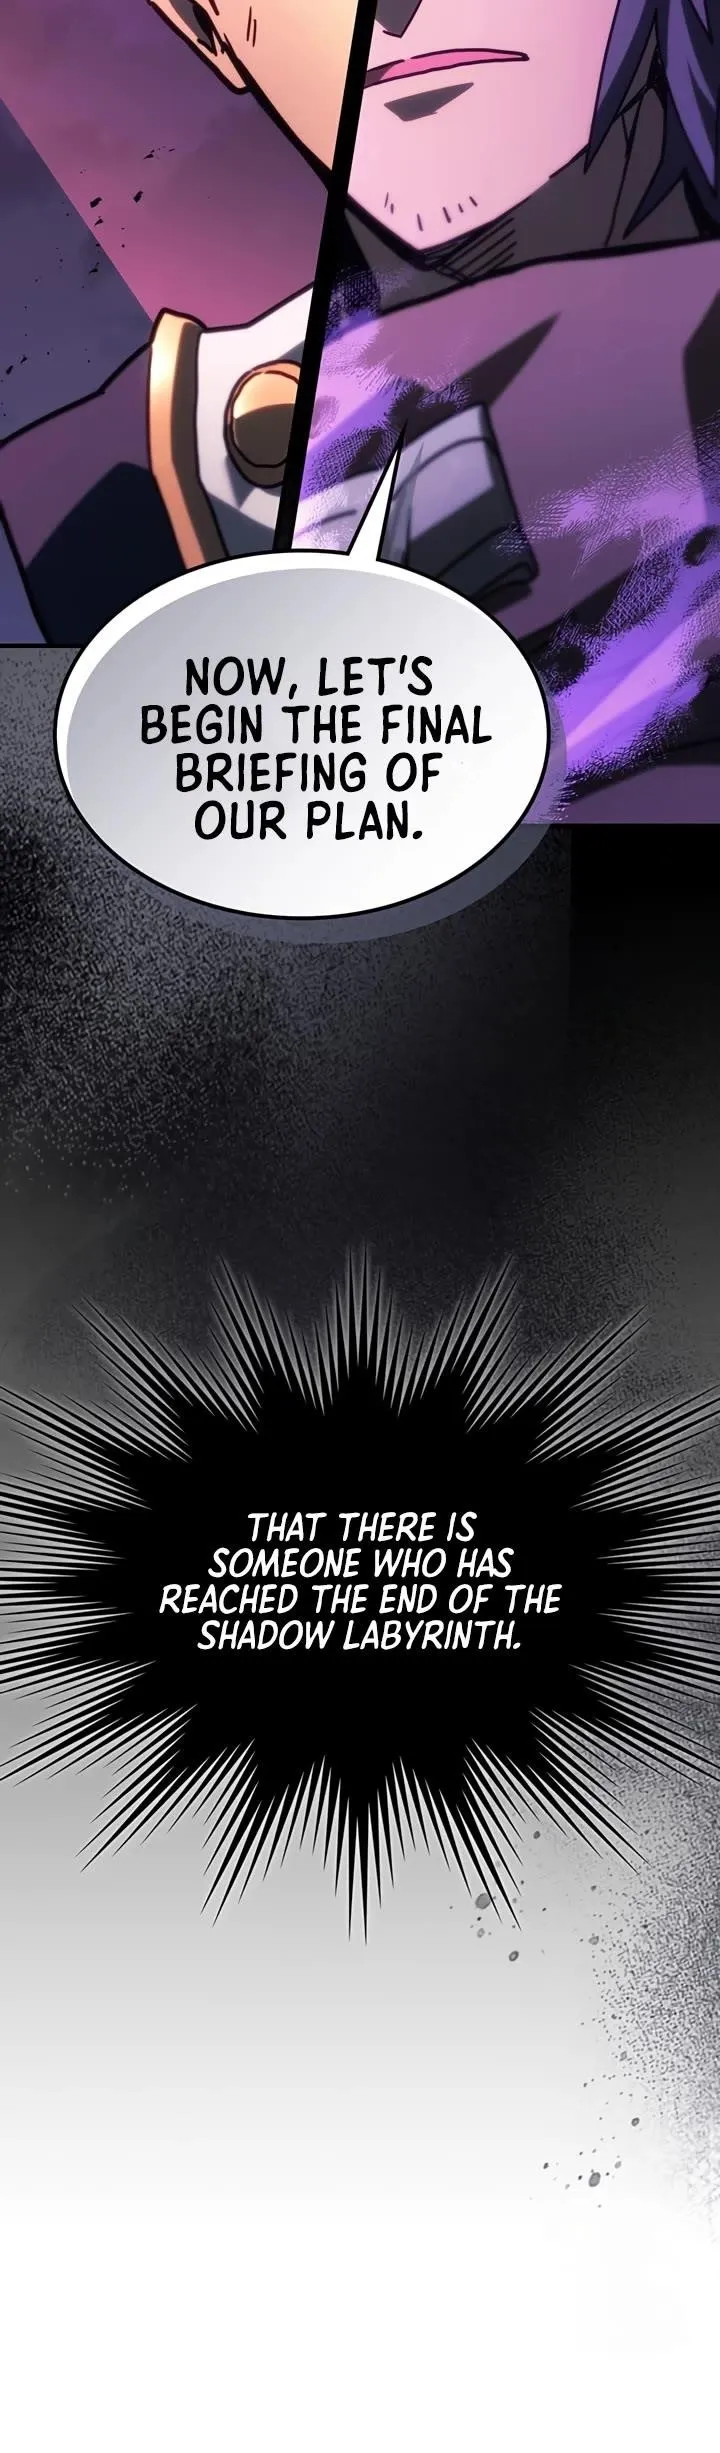 NOW, LET'S
BEGIN THE FINAL
BRIEFING OF
OUR PLAN.
THAT THERE IS
SOMEONE WHO HAS
REACHED THE END OF THE
SHADOW LABYRINTH.